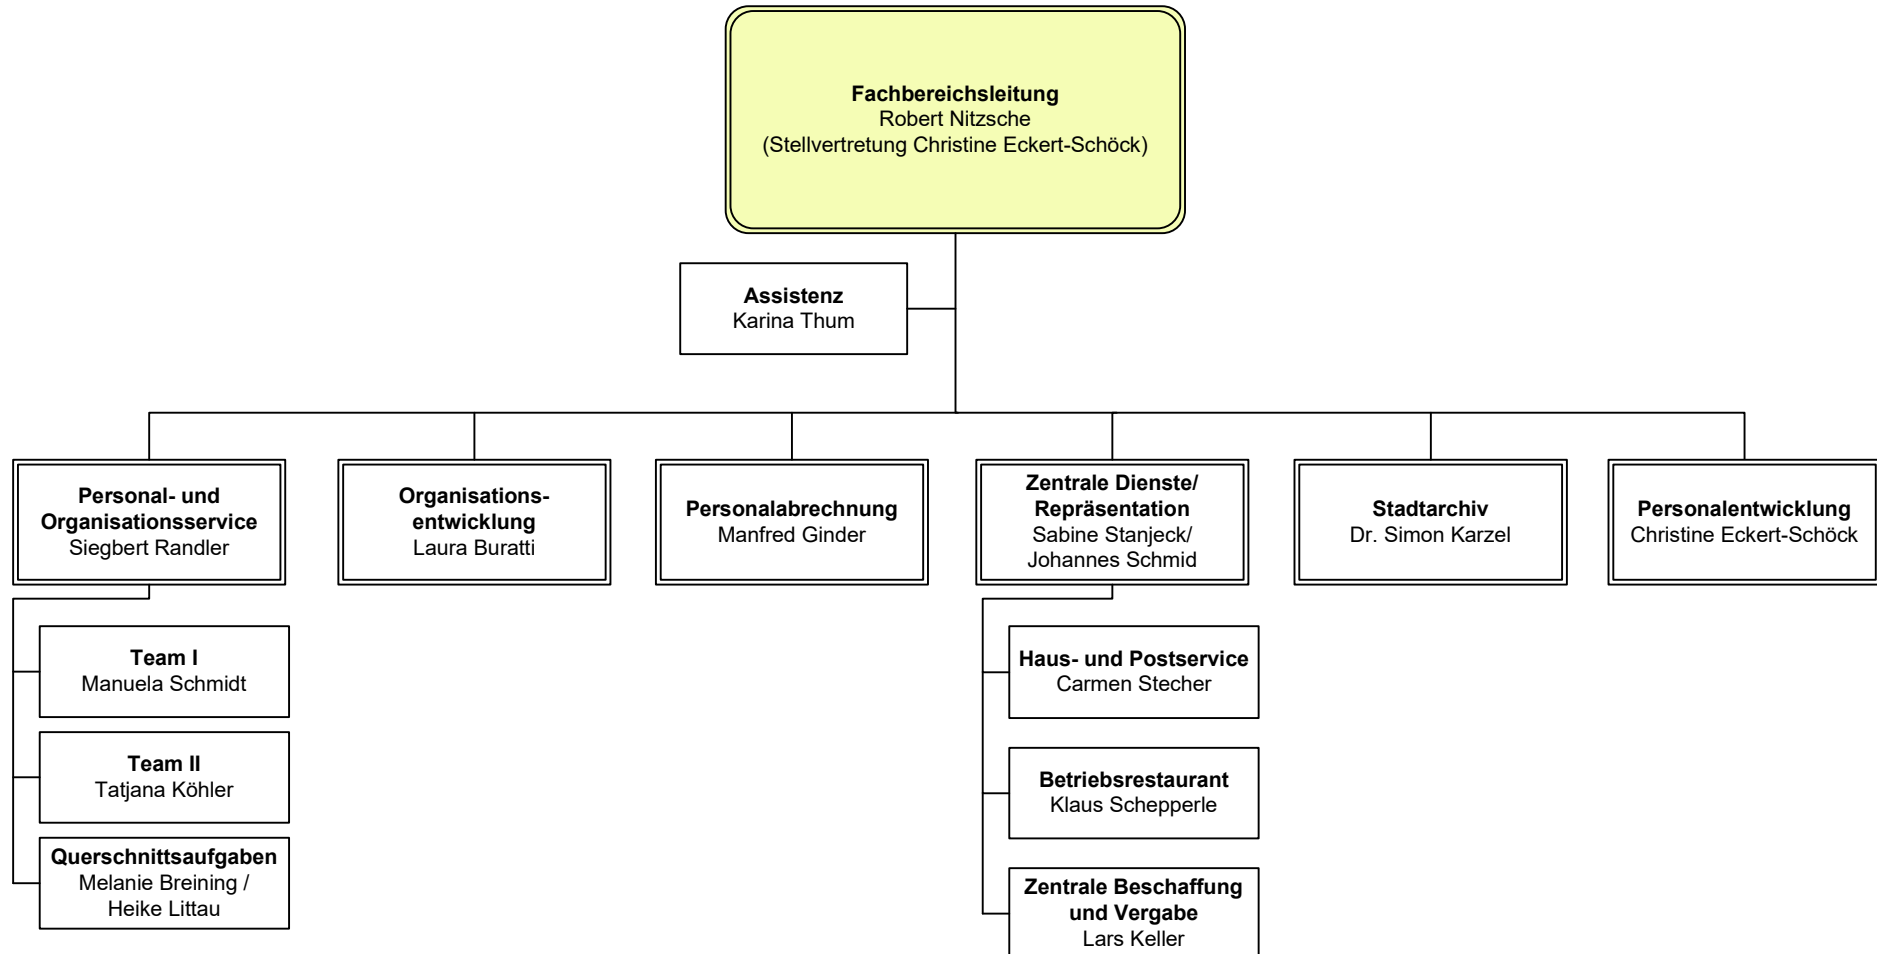 Fachbereichsleitung
Robert Nitzsche
(Stellvertretung Christine Eckert-Schöck)
Assistenz
Karina Thum
Personal- und
Organisationsservice
Siegbert Randler
Organisations-
entwicklung
Laura Buratti
Personalabrechnung
Manfred Ginder
Zentrale Dienste/
Repräsentation
Sabine Stanjeck/
Johannes Schmid
Stadtarchiv
Dr. Simon Karzel
Personalentwicklung
Christine Eckert-Schöck
Team I
Manuela Schmidt
Team II
Tatjana Köhler
Querschnittsaufgaben
Melanie Breining /
Heike Littau
Haus- und Postservice
Carmen Stecher
Betriebsrestaurant
Klaus Schepperle
Zentrale Beschaffung
und Vergabe
Lars Keller